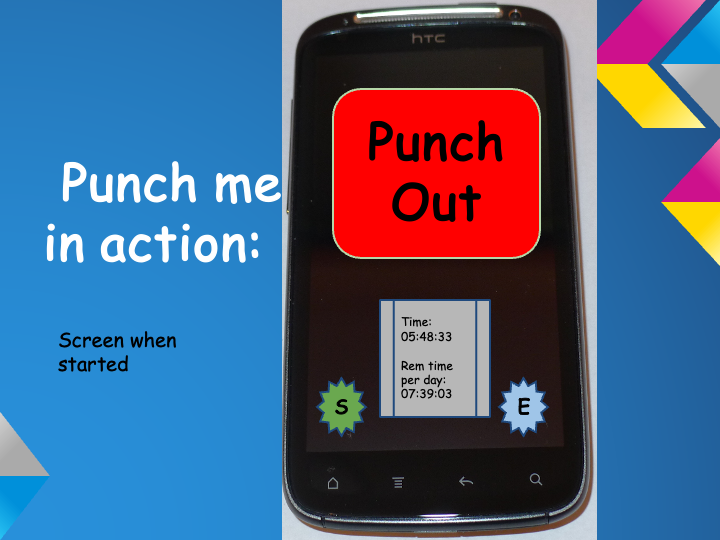 Punch me
in action:
Screen when
started
hTC
Punch
Out
Time:
05:48:33
Rem time
per day:
07:39:03
S
E